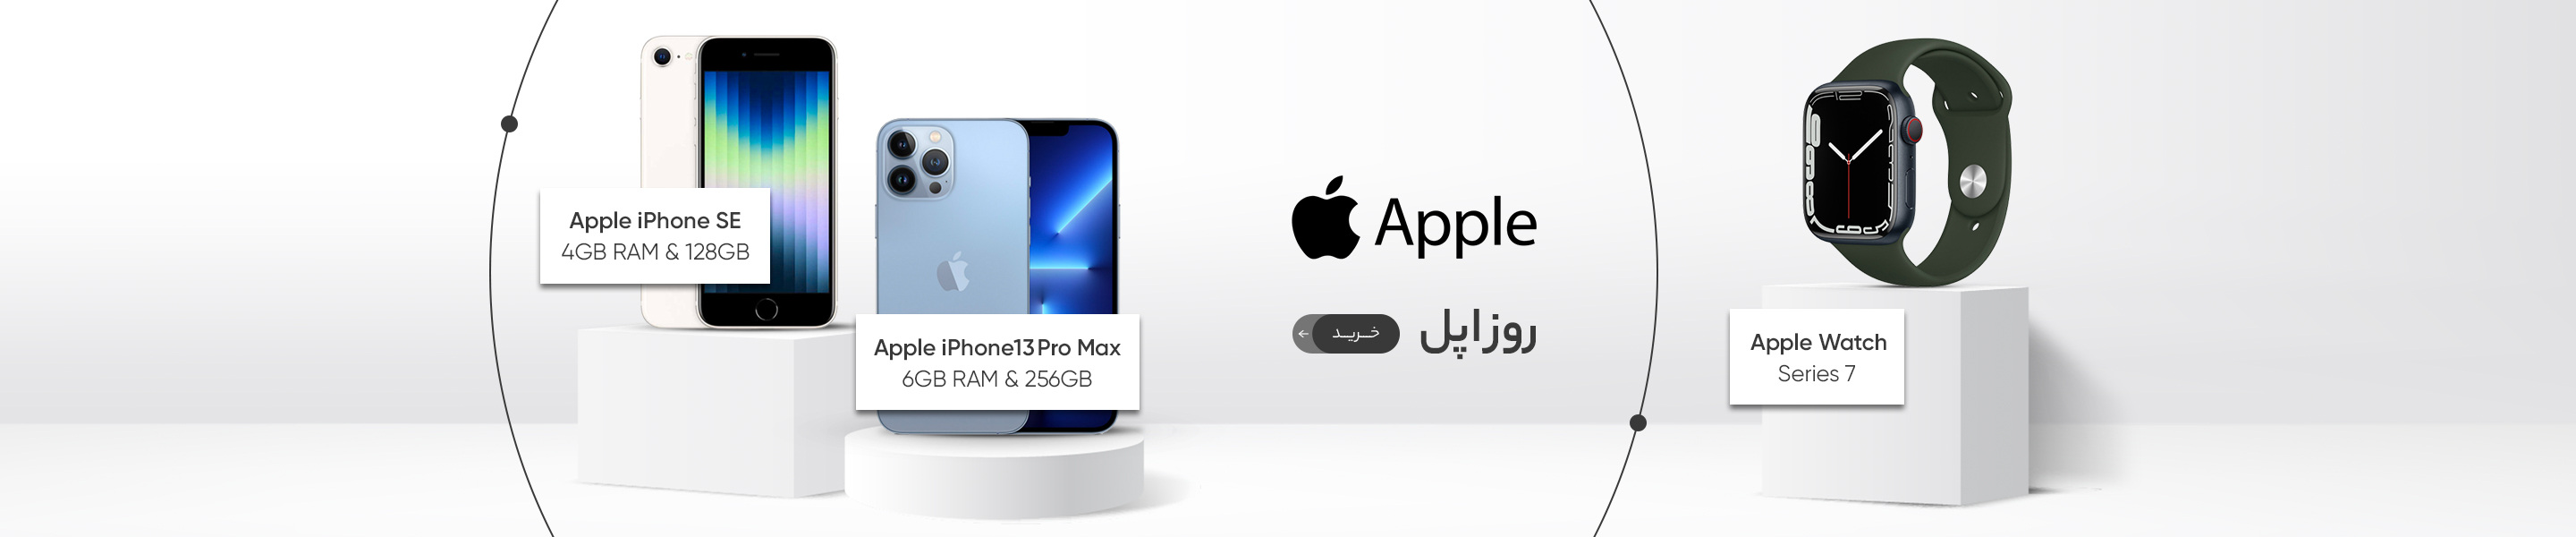 Apple iPhone SE
4GB RAM & 128GB
Apple iPhone13 Pro Max
6GB RAM & 256GB
Apple
روز اپل
خرید
Apple Watch
Series 7